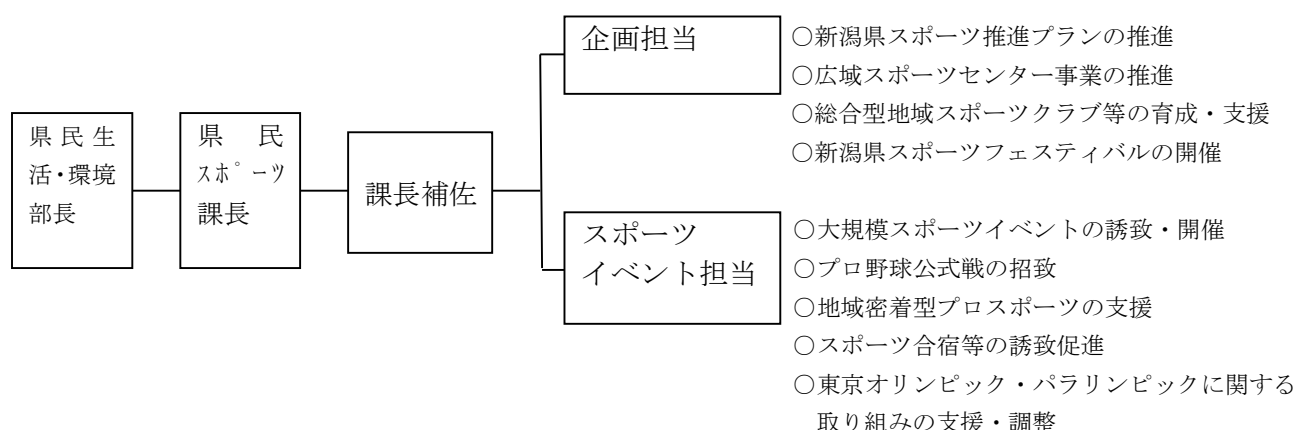 県民生
活・環境
部長
県　民
ｽﾎﾟｰﾂ
課長
課長補佐
企画担当
○新潟県スポーツ推進プランの推進
○広域スポーツセンター事業の推進
○総合型地域スポーツクラブ等の育成・支援
○新潟県スポーツフェスティバルの開催
スポーツ
イベント担当
○大規模スポーツイベントの誘致・開催
○プロ野球公式戦の招致
○地域密着型プロスポーツの支援
○スポーツ合宿等の誘致促進
○東京オリンピック・パラリンピックに関する
取り組みの支援・調整